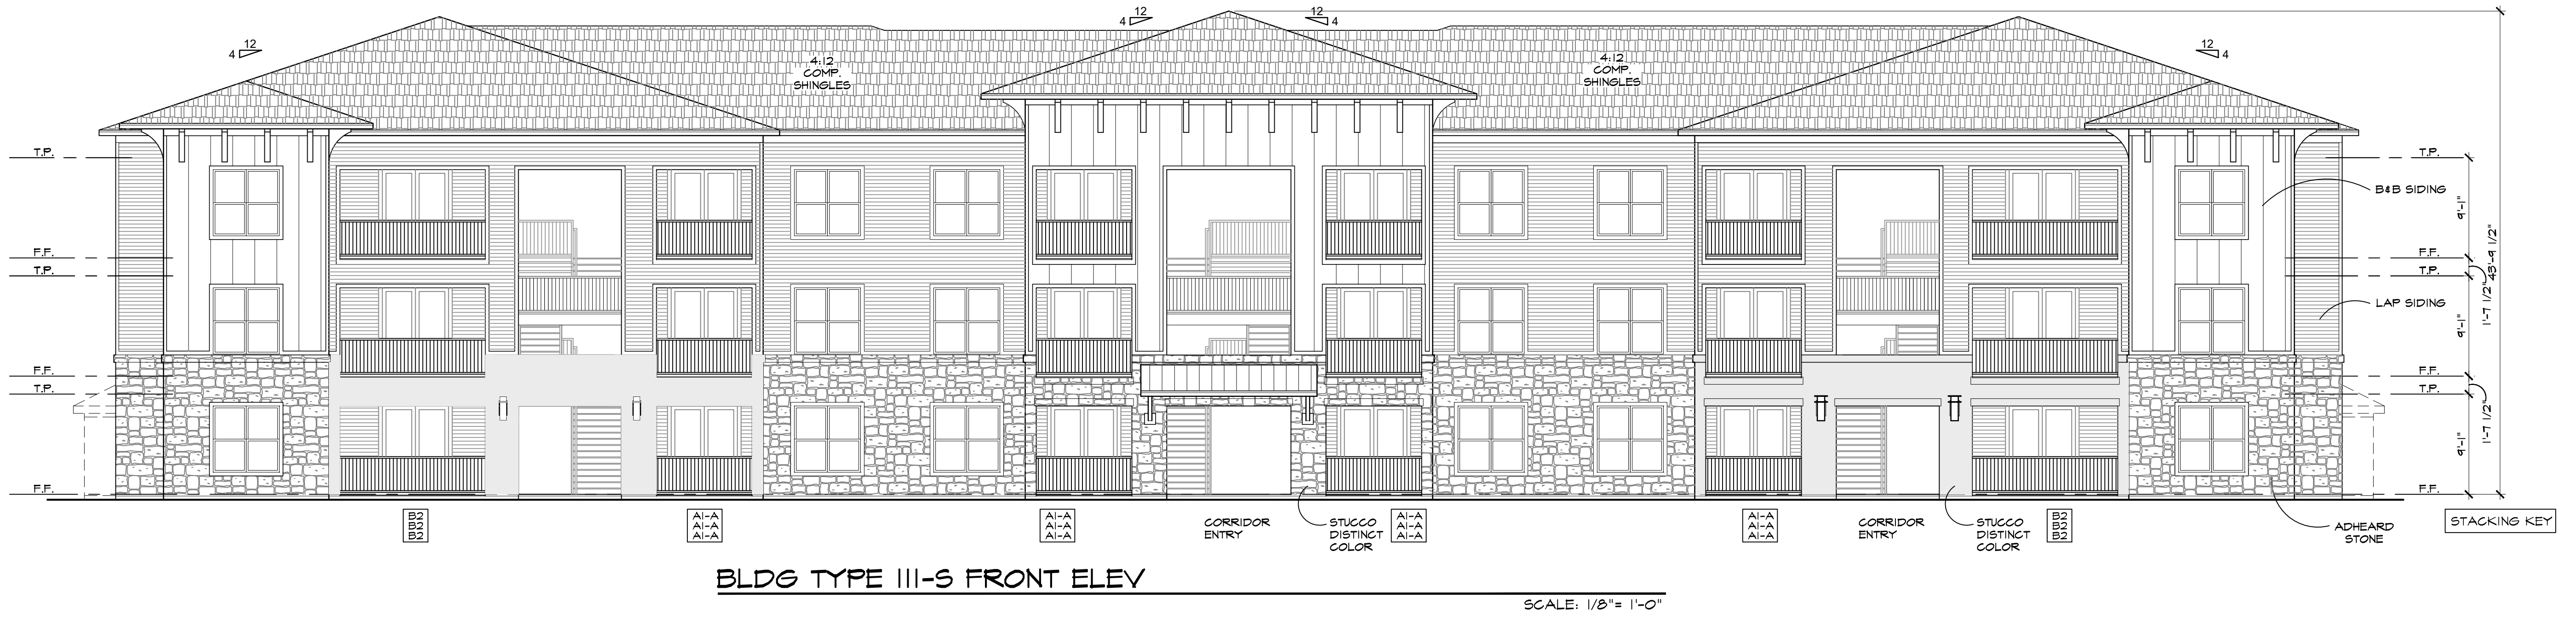 12
4
12
4
12
4
12
4
4:12
COMP.
SHINGLES
4:12
COMP.
SHINGLES
T.P.
F.F.
T.P.
F.F.
T.P.
F.F.
T.P.
F.F.
T.P.
F.F.
T.P.
F.F.
B&B SIDING
LAP SIDING
9'-1"
1'-7 1/2"
9'-1"
1'-7 1/2"
9'-1"
43'-9 1/2"
B2
B2
B2
A1-A
A1-A
A1-A
A1-A
A1-A
A1-A
CORRIDOR
ENTRY
STUCCO
DISTINCT
COLOR
A1-A
A1-A
A1-A
A1-A
A1-A
A1-A
CORRIDOR
ENTRY
STUCCO
DISTINCT
COLOR
B2
B2
B2
ADHEARD
STONE
STACKING KEY
BLDG TYPE III-S FRONT ELEV
SCALE: 1/8"= 1'-0"